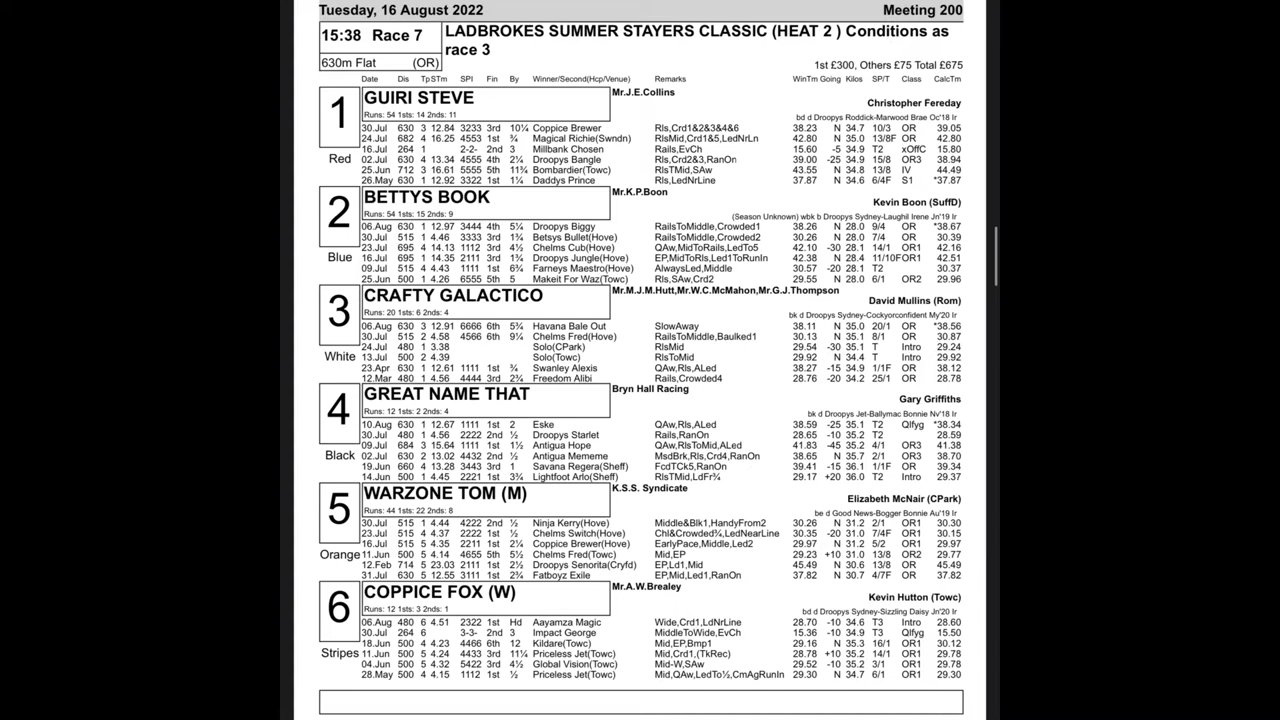 Tuesday, 16 August 2022 Meeting 200
15:38 Race 7 LADBROKES SUMMER STAYERS CLASSIC (HEAT 2 ) Conditions as
race 3
630m Flat (OR) 1st £300, Others £75 Total £675
Date Dis Tp STm SPI Fin By Winner/Second(Hcp/Venue) Remarks WinTm Going Kilos SP/T Class CalcTm
1 GUIRI STEVE Mr.J.E.Collins Christopher Fereday
Runs: 54 1sts: 14 2nds: 11 bd d Droopys Roddick-Marwood Brae Oc'18 Ir
Red
30.Jul 630 3 12.84 3233 3rd 10¼ Coppice Brewer Rls,Crd1&2&3&4&6 38.23 N 34.7 10/3 OR 39.05
24.Jul 682 4 16.25 4553 1st ¾ Magical Richie(Swndn) RlsMid,Crd1&5,LedNrLn 42.80 N 35.0 13/8F OR 42.80
16.Jul 264 1 2-2- 2nd 3 Millbank Chosen Rails,EvCh 15.60 -5 34.9 T2 xOffC 15.80
02.Jul 630 4 13.34 4555 4th 2¼ Droopys Bangle Rls,Crd2&3,RanOn 39.00 -25 34.9 15/8 OR3 38.94
25.Jun 712 3 16.61 5555 5th 11¾ Bombardier(Towc) RlsTMid,SAw 43.55 N 34.8 13/8 IV 44.49
26.May 630 1 12.92 3322 1st 1¼ Daddys Prince Rls,LedNrLine 37.87 N 34.6 6/4F S1 *37.87
2 BETTYS BOOK Mr.K.P.Boon Kevin Boon (SuffD)
Runs: 54 1sts: 15 2nds: 9 (Season Unknown) wbk b Droopys Sydney-Laughil Irene Jn'19 Ir
Blue
06.Aug 630 1 12.97 3444 4th 5¼ Droopys Biggy RailsToMiddle,Crowded1 38.26 N 28.0 9/4 OR *38.67
30.Jul 515 1 4.46 3333 3rd 1¾ Betsys Bullet(Hove) RailsToMiddle,Crowded2 30.26 N 28.0 7/4 OR 30.39
23.Jul 695 4 14.13 1112 3rd 4½ Chelms Cub(Hove) QAw,MidToRails,LedTo5 42.10 -30 28.1 14/1 OR1 42.16
16.Jul 695 1 14.35 2111 3rd 1¾ Droopys Jungle(Hove) EP,MidToRls,Led1ToRunIn 42.38 N 28.4 11/10F OR1 42.51
09.Jul 515 4 4.43 1111 1st 6¾ Farneys Maestro(Hove) AlwaysLed,Middle 30.57 -20 28.1 T2 30.37
25.Jun 500 1 4.26 6555 5th 5 Makeit For Waz(Towc) Rls,SAw,Crd2 29.55 N 28.0 6/1 OR2 29.96
3 CRAFTY GALACTICO Mr.M.J.M.Hutt,Mr.W.C.McMahon,Mr.G.J.Thompson David Mullins (Rom)
Runs: 20 1sts: 6 2nds: 4 bk d Droopys Sydney-Cockyorconfident My'20 Ir
White
06.Aug 630 3 12.91 6666 6th 5¾ Havana Bale Out SlowAway 38.11 N 35.0 20/1 OR *38.56
30.Jul 515 2 4.58 4566 6th 9¼ Chelms Fred(Hove) RailsToMiddle,Baulked1 30.13 N 35.1 8/1 OR 30.87
24.Jul 480 1 3.38 Solo(CPark) RlsMid 29.54 -30 35.1 T Intro 29.24
13.Jul 500 2 4.39 Solo(Towc) RlsToMid 29.92 N 34.4 T Intro 29.92
23.Apr 630 1 12.61 1111 1st ¾ Swanley Alexis QAw,Rls,ALed 38.27 -15 34.9 1/1F OR 38.12
12.Mar 480 1 4.56 4444 3rd 2¾ Freedom Alibi Rails,Crowded4 28.76 -20 34.2 25/1 OR 28.78
4 GREAT NAME THAT Bryn Hall Racing Gary Griffiths
Runs: 12 1sts: 2 2nds: 4 bk d Droopys Jet-Ballymac Bonnie Nv'18 Ir
Black
10.Aug 630 1 12.67 1111 1st 2 Eske QAw,Rls,ALed 38.59 -25 35.1 T2 Qlfyg *38.34
30.Jul 480 1 4.56 2222 2nd ½ Droopys Starlet Rails,RanOn 28.65 -10 35.2 T2 28.59
09.Jul 684 3 15.64 1111 1st 1½ Antigua Hope QAw,RlsToMid,ALed 41.83 -45 35.2 4/1 OR3 41.38
02.Jul 630 2 13.02 4432 2nd ½ Antigua Mememe MsdBrk,Rls,Crd4,RanOn 38.65 N 35.7 2/1 OR3 38.70
19.Jun 660 4 13.28 3443 3rd 1 Savana Regera(Sheff) FcdTCk5,RanOn 39.41 -15 36.1 1/1F OR 39.34
14.Jun 500 1 4.45 2221 1st 3¾ Lightfoot Arlo(Sheff) RlsTMid,LdFr¾ 29.17 +20 36.0 T2 Intro 29.37
5 WARZONE TOM (M) K.S.S. Syndicate Elizabeth McNair (CPark)
Runs: 44 1sts: 22 2nds: 8 be d Good News-Bogger Bonnie Au'19 Ir
Orange
30.Jul 515 1 4.44 4222 2nd ½ Ninja Kerry(Hove) Middle&Blk1,HandyFrom2 30.26 N 31.2 2/1 OR1 30.30
23.Jul 515 4 4.37 2222 1st ½ Chelms Switch(Hove) Chl&Crowded¾,LedNearLine 30.35 -20 31.0 7/4F OR1 30.15
16.Jul 515 5 4.35 2211 1st 2¼ Coppice Brewer(Hove) EarlyPace,Middle,Led2 29.97 N 31.2 5/2 OR1 29.97
11.Jun 500 5 4.14 4655 5th 5½ Chelms Fred(Towc) Mid,EP 29.23 +10 31.0 13/8 OR2 29.77
12.Feb 714 5 23.03 2111 1st 2½ Droopys Senorita(Cryfd) EP,Ld1,Mid 45.49 N 30.6 13/8 OR 45.49
31.Jul 630 5 12.55 3111 1st 2¾ Fatboyz Exile EP,Mid,Led1,RanOn 37.82 N 30.7 4/7F OR 37.82
6 COPPICE FOX (W) Mr.A.W.Brealey Kevin Hutton (Towc)
Runs: 12 1sts: 3 2nds: 1 bd d Droopys Sydney-Sizzling Daisy Jn'20 Ir
Stripes
06.Aug 480 6 4.51 2322 1st Hd Aayamza Magic Wide,Crd1,LdNrLine 28.70 -10 34.6 T3 Intro 28.60
30.Jul 264 6 3-3- 2nd 3 Impact George MiddleToWide,EvCh 15.36 -10 34.9 T3 Qlfyg 15.50
18.Jun 500 4 4.23 4466 6th 12 Kildare(Towc) Mid,EP,Bmp1 29.16 N 35.3 16/1 OR1 30.12
11.Jun 500 5 4.24 4433 3rd 11¼ Priceless Jet(Towc) Mid,Crd1,(TkRec) 28.78 +10 35.2 14/1 OR1 29.78
04.Jun 500 5 4.32 5422 3rd 4½ Global Vision(Towc) Mid-W,SAw 29.52 -10 35.2 3/1 OR1 29.78
28.May 500 4 4.15 1112 1st ½ Priceless Jet(Towc) Mid,QAw,LedTo½,CmAgRunIn 29.30 N 34.7 6/1 OR1 29.30